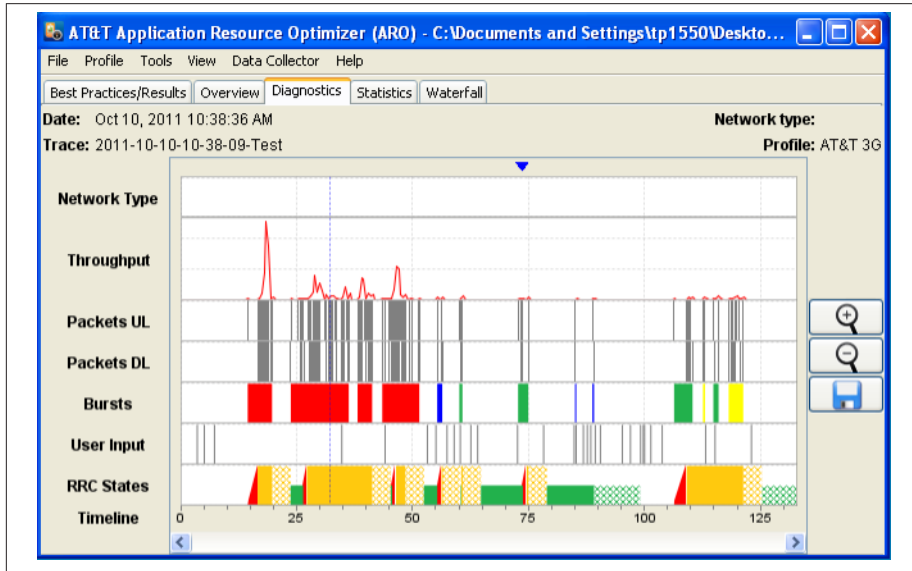 AT&T Application Resource Optimizer (ARO) - C:\Documents and Settings\tp1550\Deskto...
File Profile Tools View Data Collector Help
Best Practices/Results Overview Diagnostics Statistics Waterfall
Date: Oct 10, 2011 10:38:36 AM Network type:
Trace: 2011-10-10-10-38-09-Test Profile: AT&T 3G
Network Type
Throughput
Packets UL
Packets DL
Bursts
User Input
RRC States
Timeline 0 25 50 75 100 125